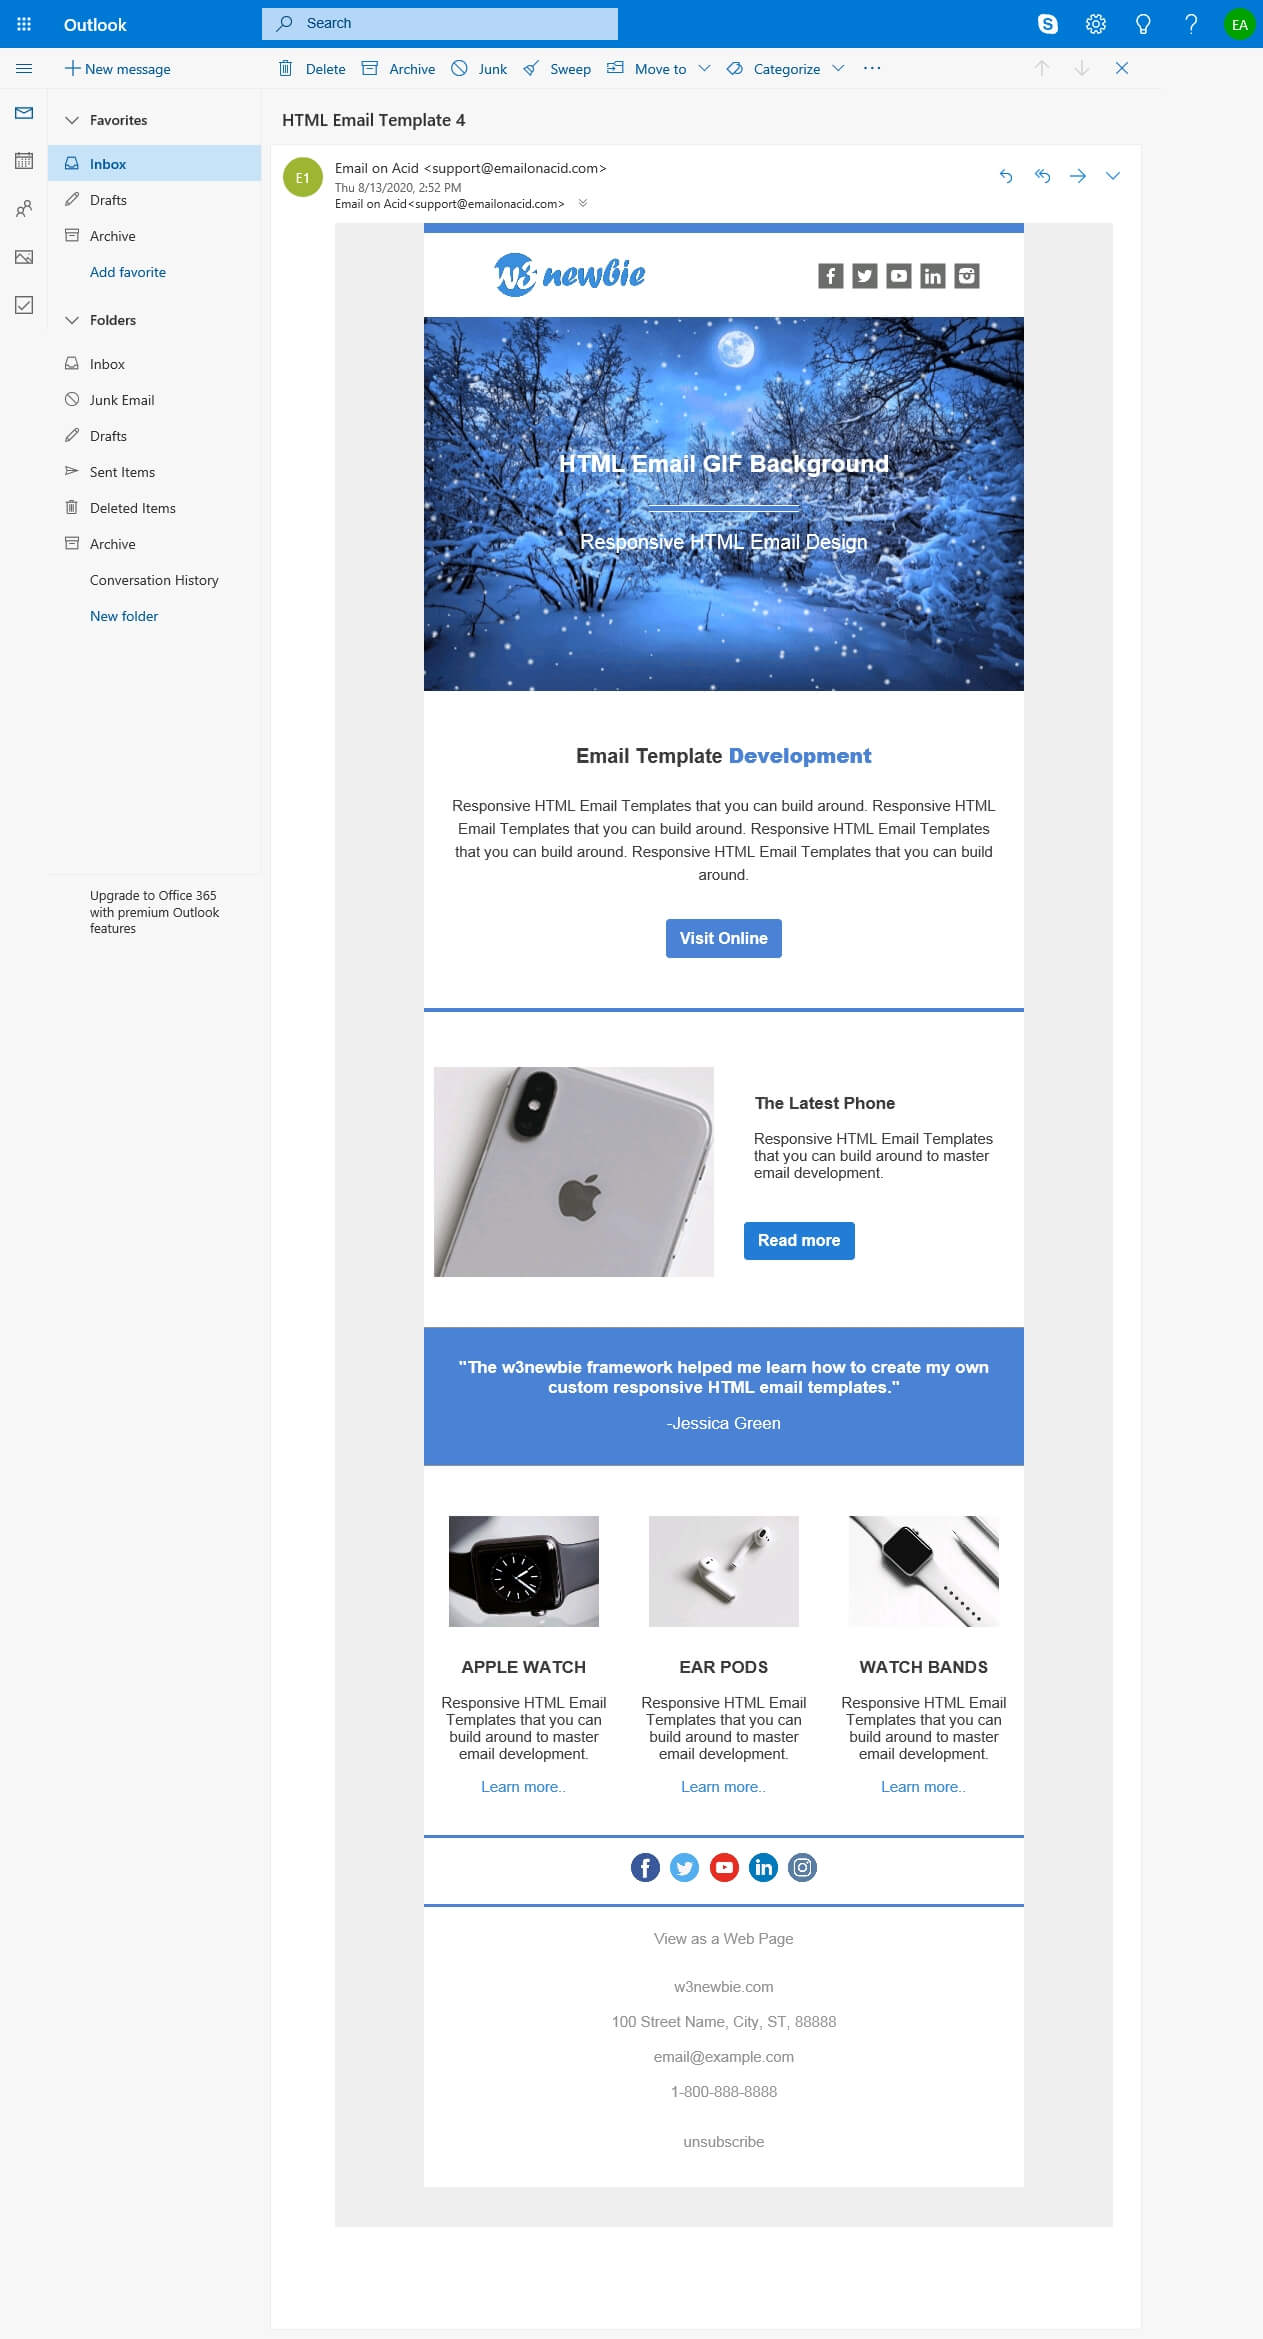 Outlook
Search
EA
New message
Delete
Archive
Junk
Sweep
Move to
Categorize
Favorites
Inbox
Drafts
Archive
Add favorite
Folders
Inbox
Junk Email
Drafts
Sent Items
Deleted Items
Archive
Conversation History
New folder
Upgrade to Office 365
with premium Outlook
features
HTML Email Template 4
E1
Email on Acid <support@emailonacid.com>
Thu 8/13/2020, 2:52 PM
Email on Acid<support@emailonacid.com>
w3 newbie
HTML Email GIF Background
Responsive HTML Email Design
Email Template Development
Responsive HTML Email Templates that you can build around. Responsive HTML
Email Templates that you can build around. Responsive HTML Email Templates
that you can build around. Responsive HTML Email Templates that you can build
around.
Visit Online
The Latest Phone
Responsive HTML Email Templates
that you can build around to master
email development.
Read more
"The w3newbie framework helped me learn how to create my own
custom responsive HTML email templates."
-Jessica Green
APPLE WATCH
Responsive HTML Email
Templates that you can
build around to master
email development.
Learn more..
EAR PODS
Responsive HTML Email
Templates that you can
build around to master
email development.
Learn more..
WATCH BANDS
Responsive HTML Email
Templates that you can
build around to master
email development.
Learn more..
View as a Web Page
w3newbie.com
100 Street Name, City, ST, 88888
email@example.com
1-800-888-8888
unsubscribe